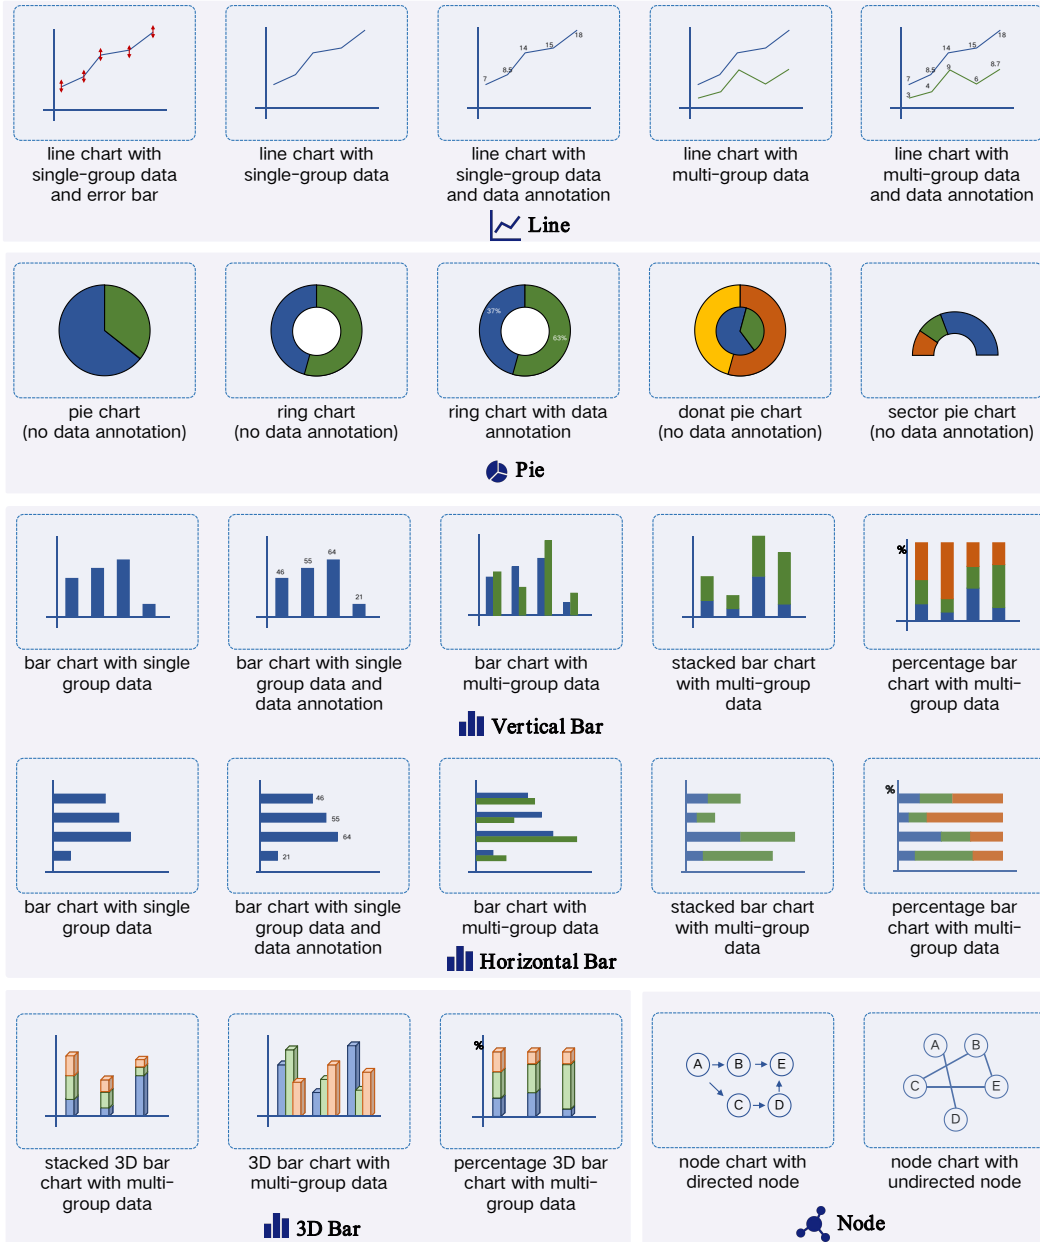 7
8.5
14
15
18
7
8.5
14
15
18
3
4
9
6
8.7
line chart with
single-group data
and error bar
line chart with
single-group data
line chart with
single-group data
and data annotation
line chart with
multi-group data
line chart with
multi-group data
and data annotation
Line
37%
63%
pie chart
(no data annotation)
ring chart
(no data annotation)
ring chart with data
annotation
donat pie chart
(no data annotation)
sector pie chart
(no data annotation)
Pie
46
55
64
21
%
bar chart with single
group data
bar chart with single
group data and
data annotation
bar chart with
multi-group data
stacked bar chart
with multi-group
data
percentage bar
chart with multi-
group data
Vertical Bar
46
55
64
21
%
bar chart with single
group data
bar chart with single
group data and
data annotation
bar chart with
multi-group data
stacked bar chart
with multi-group
data
percentage bar
chart with multi-
group data
Horizontal Bar
%
A B E
C D
A B
C E
D
stacked 3D bar
chart with multi-
group data
3D bar chart with
multi-group data
percentage 3D bar
chart with multi-
group data
node chart with
directed node
node chart with
undirected node
3D Bar
Node